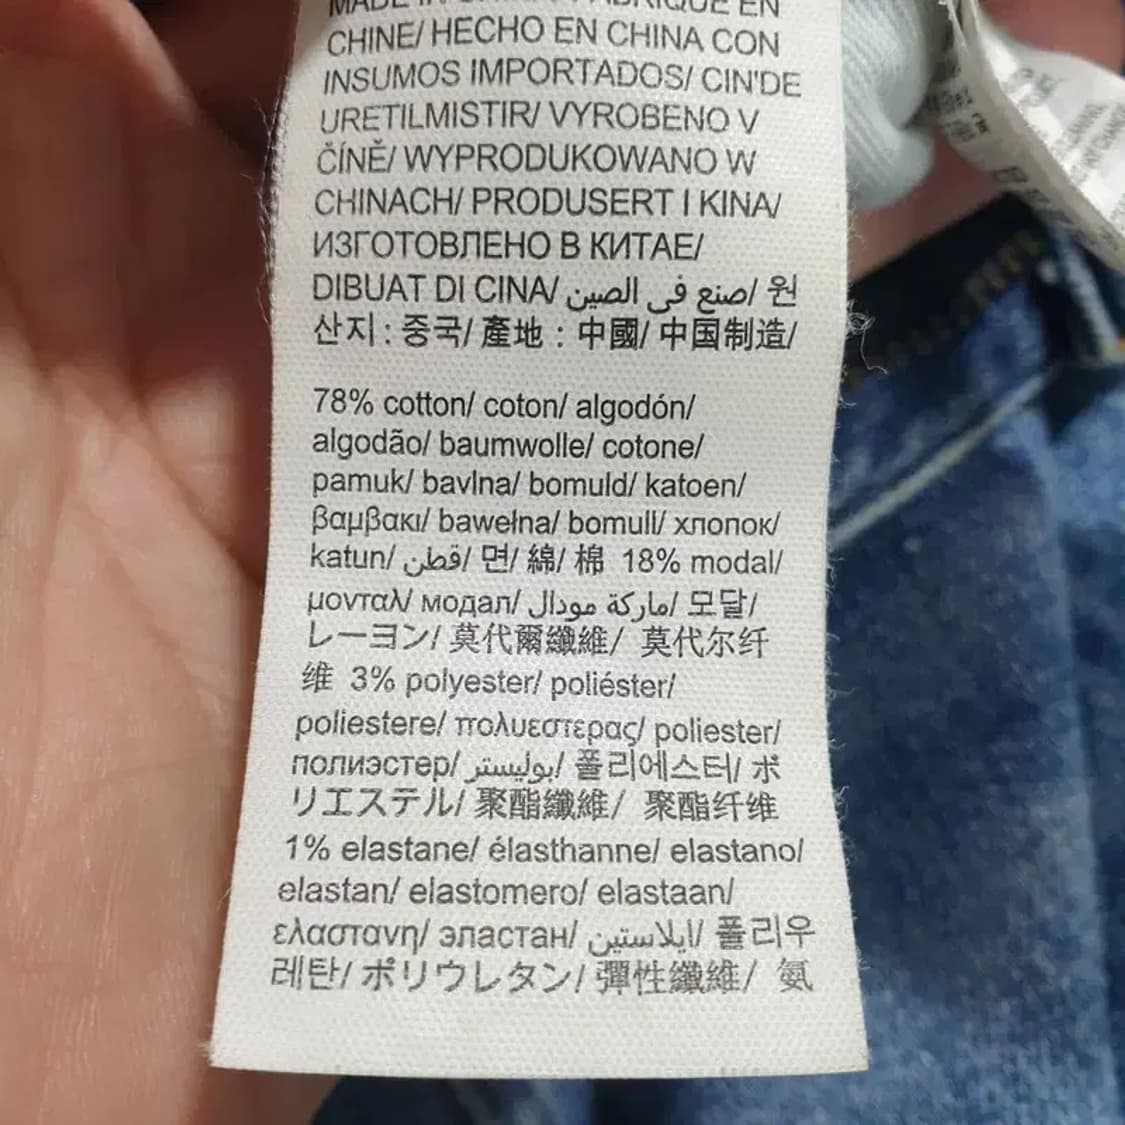 MADE IN CHINA/ FABRIQUÉ EN
CHINE/ HECHO EN CHINA CON
INSUMOS IMPORTADOS/ CIN'DE
URETILMISTIR/ VYROBENO V
ČÍNĚ/ WYPRODUKOWANO W
CHINACH/ PRODUSERT I KINA/
ИЗГОТОВЛЕНО В КИТАЕ/
DIBUAT DI CINA/ صنع في الصين/ 원
산지 : 중국/ 產地 : 中國/ 中国制造/
78% cotton/ coton/ algodón/
algodão/ baumwolle/ cotone/
pamuk/ bavlna/ bomuld/ katoen/
βαμβακι/ bawełna/ bomull/ хлопок/
katun/ قطن/ 면/ 綿/ 棉 18% modal/
μονταλ/ модал/ ماركة مودال/ 모달/
レーヨン/ 莫代爾纖維/ 莫代尔纤
维 3% polyester/ poliéster/
poliestere/ πολυεστερας/ poliester/
полиэстер/ بوليستر/ 폴리에스터/ ポ
リエステル/ 聚酯纖維/ 聚酯纤维
1% elastane/ élasthanne/ elastano/
elastan/ elastomero/ elastaan/
ελαστανη/ эластан/ ايلاستين/ 폴리우
레탄/ ポリウレタン/ 彈性纖維/ 氨